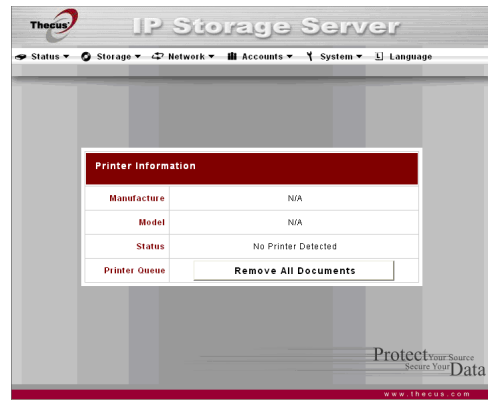 Thecus
IP Storage Server
Status Storage Network Accounts System Language
Printer Information
Manufacture N/A
Model N/A
Status No Printer Detected
Printer Queue Remove All Documents
Protect Your Source
Secure Your Data
www.thecus.com